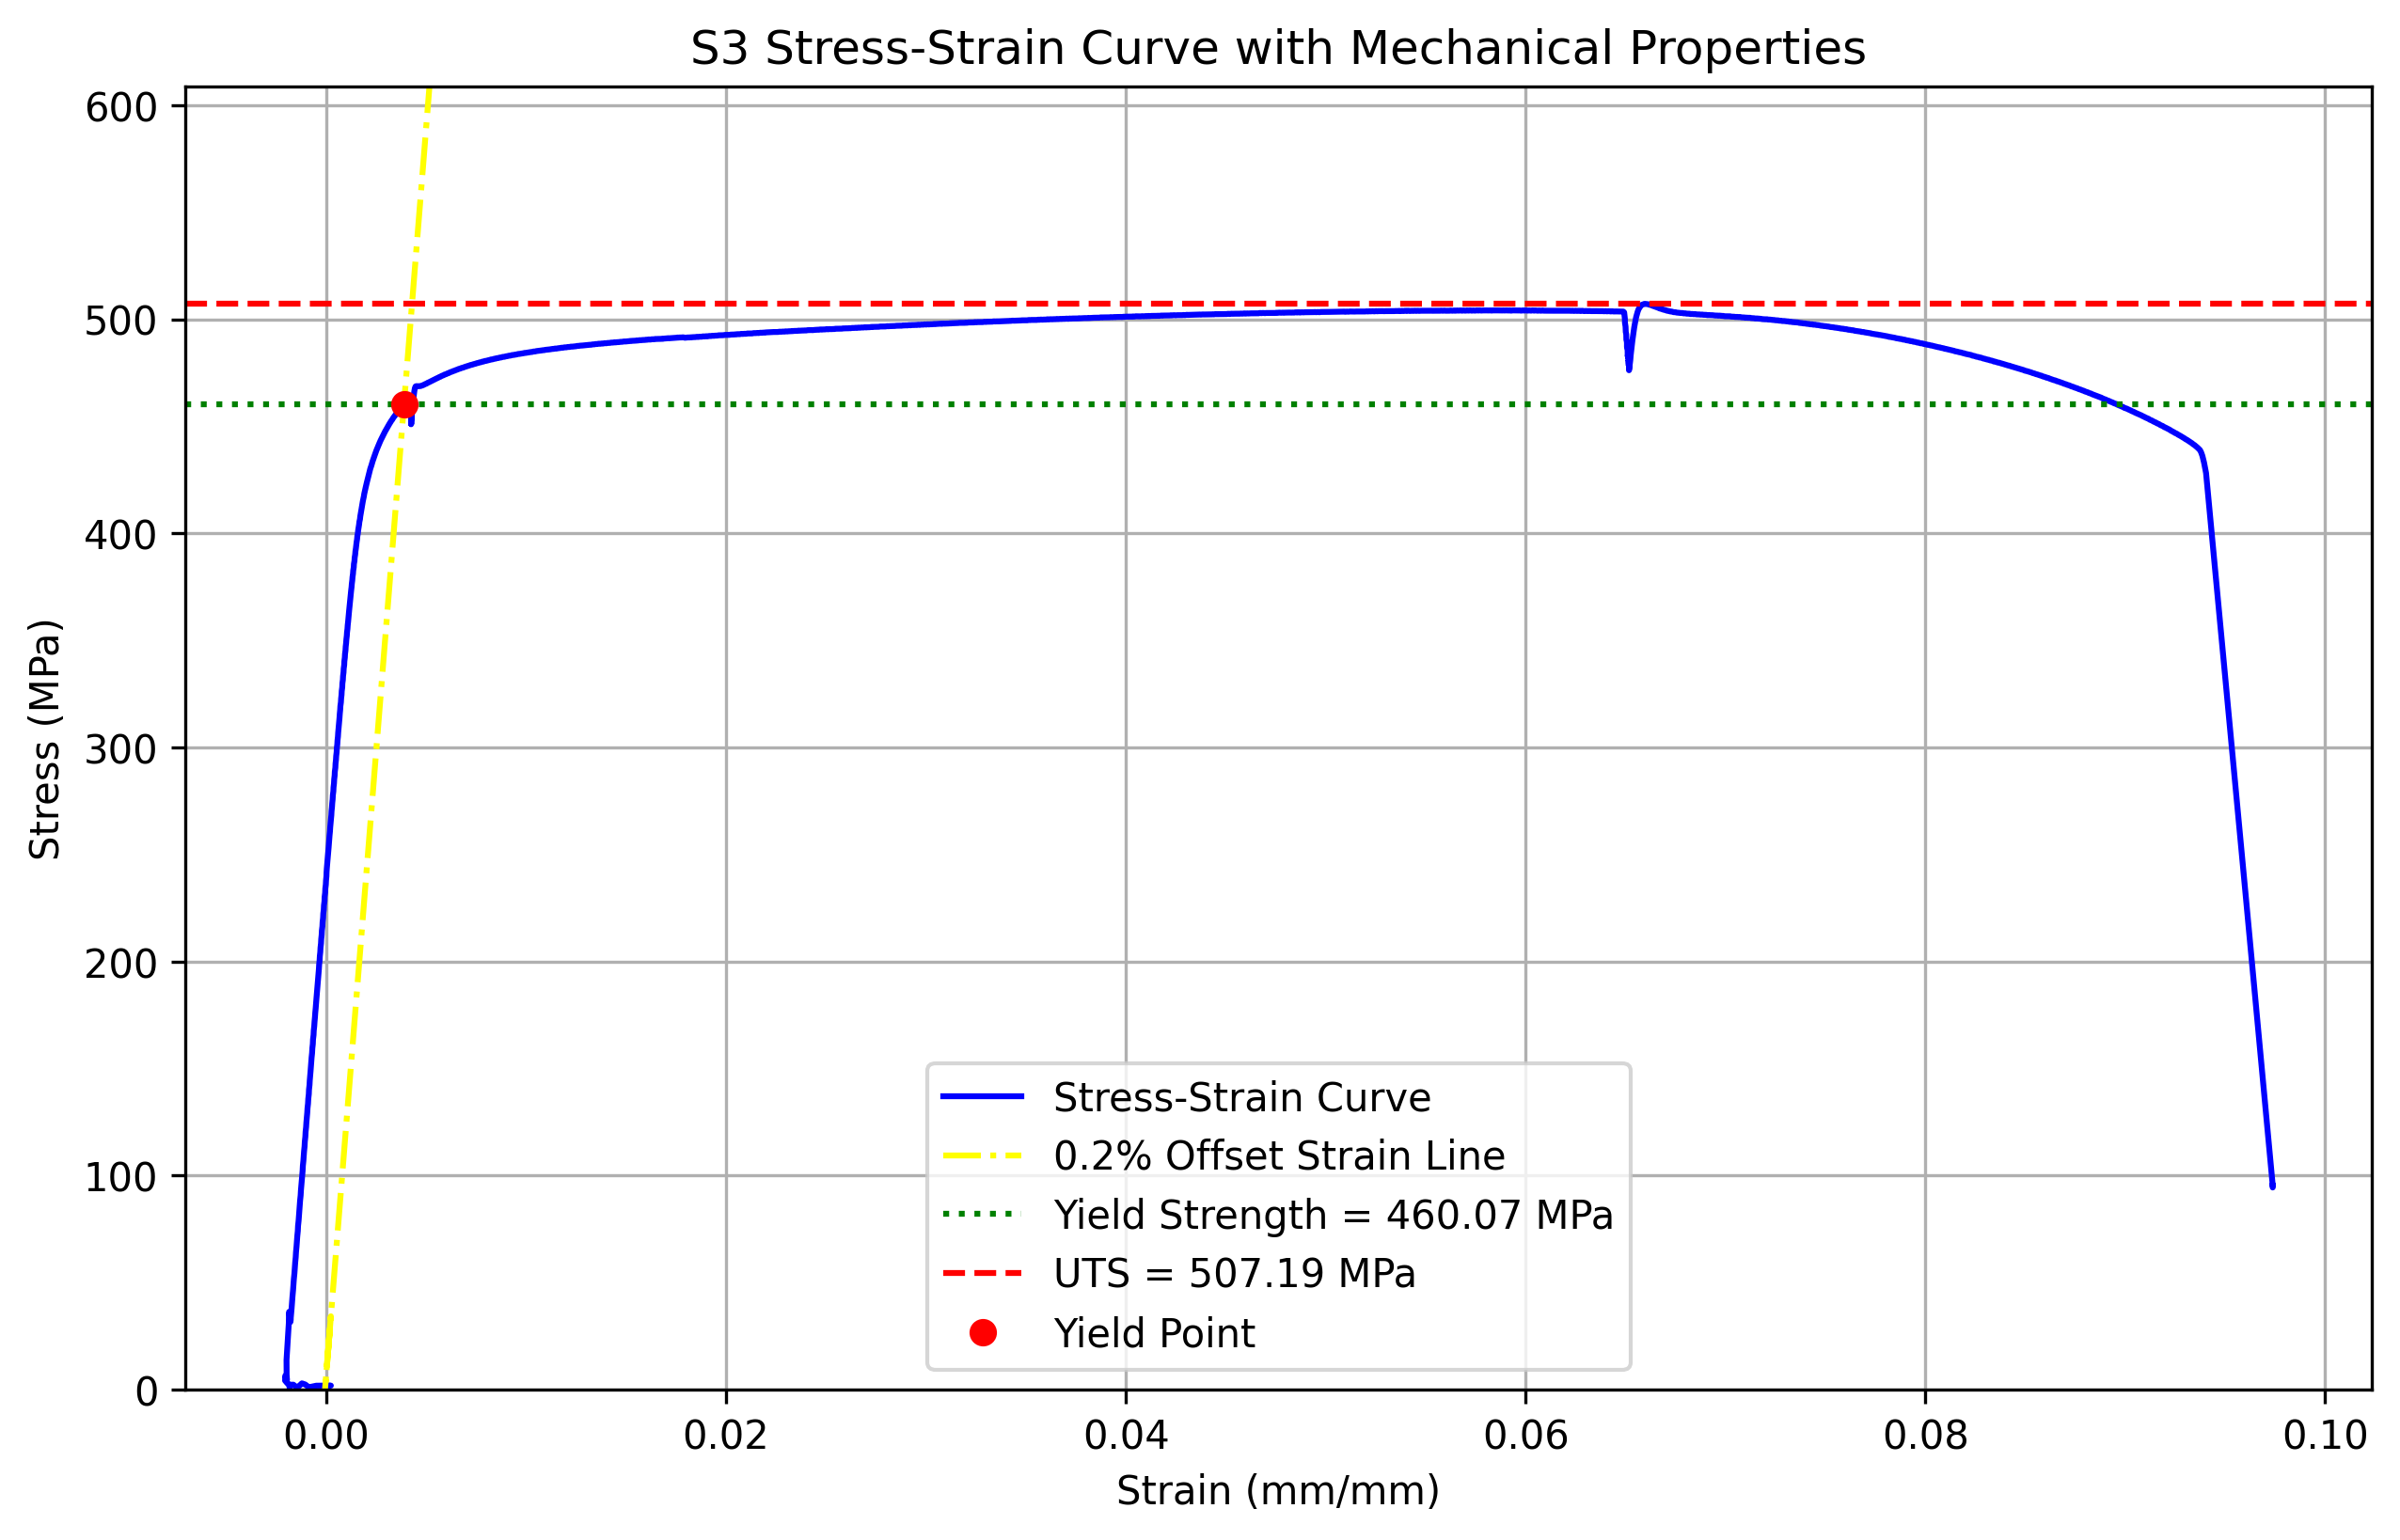 S3 Stress-Strain Curve with Mechanical Properties
600
500
400
300
200
100
0
Stress (MPa)
Stress-Strain Curve
0.2% Offset Strain Line
Yield Strength = 460.07 MPa
UTS = 507.19 MPa
Yield Point
0.00 0.02 0.04 0.06 0.08 0.10
Strain (mm/mm)